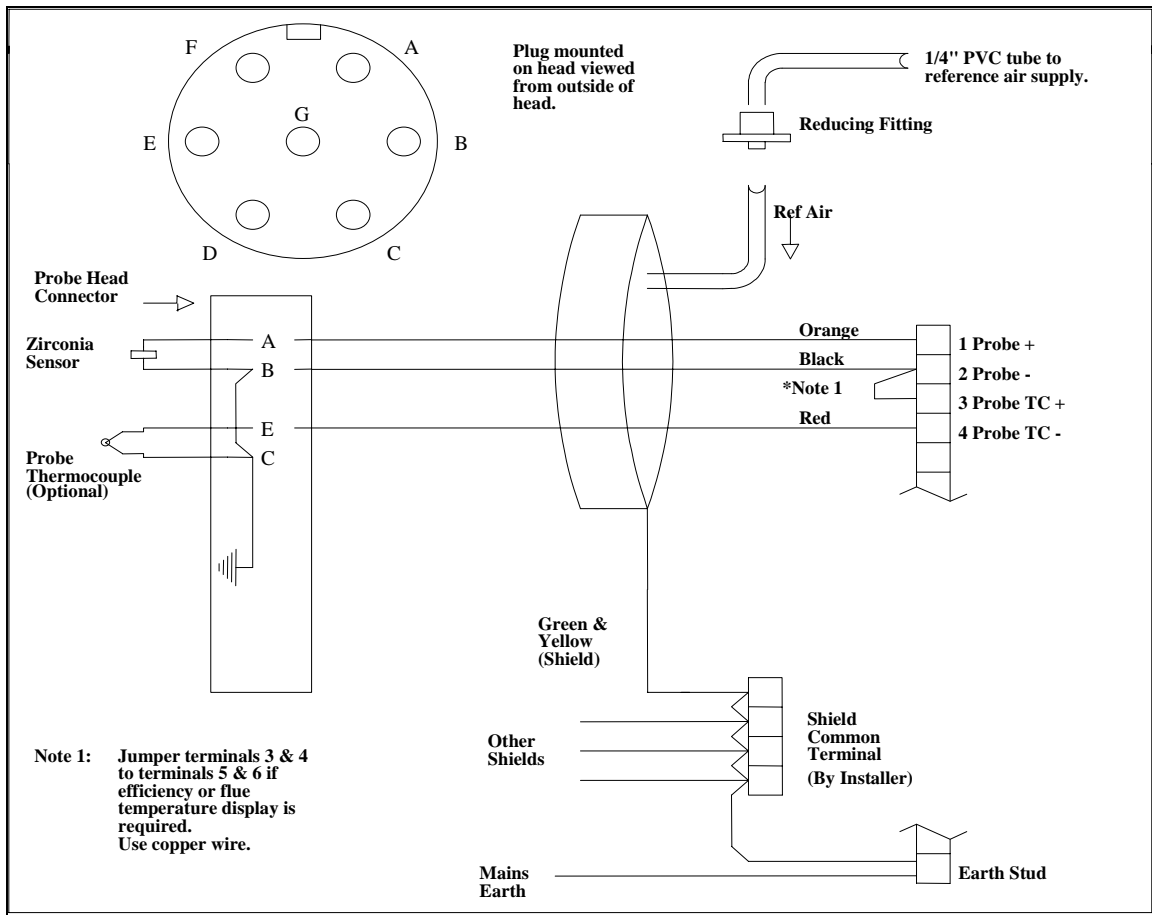 F
A
G
E
B
D
C
Plug mounted
on head viewed
from outside of
head.
1/4" PVC tube to
reference air supply.
Reducing Fitting
Ref Air
Probe Head
Connector
Zirconia
Sensor
A
B
E
C
Probe
Thermocouple
(Optional)
Orange
Black
*Note 1
Red
1 Probe +
2 Probe -
3 Probe TC +
4 Probe TC -
Green &
Yellow
(Shield)
Other
Shields
Shield
Common
Terminal
(By Installer)
Mains
Earth
Earth Stud
Note 1: Jumper terminals 3 & 4
to terminals 5 & 6 if
efficiency or flue
temperature display is
required.
Use copper wire.